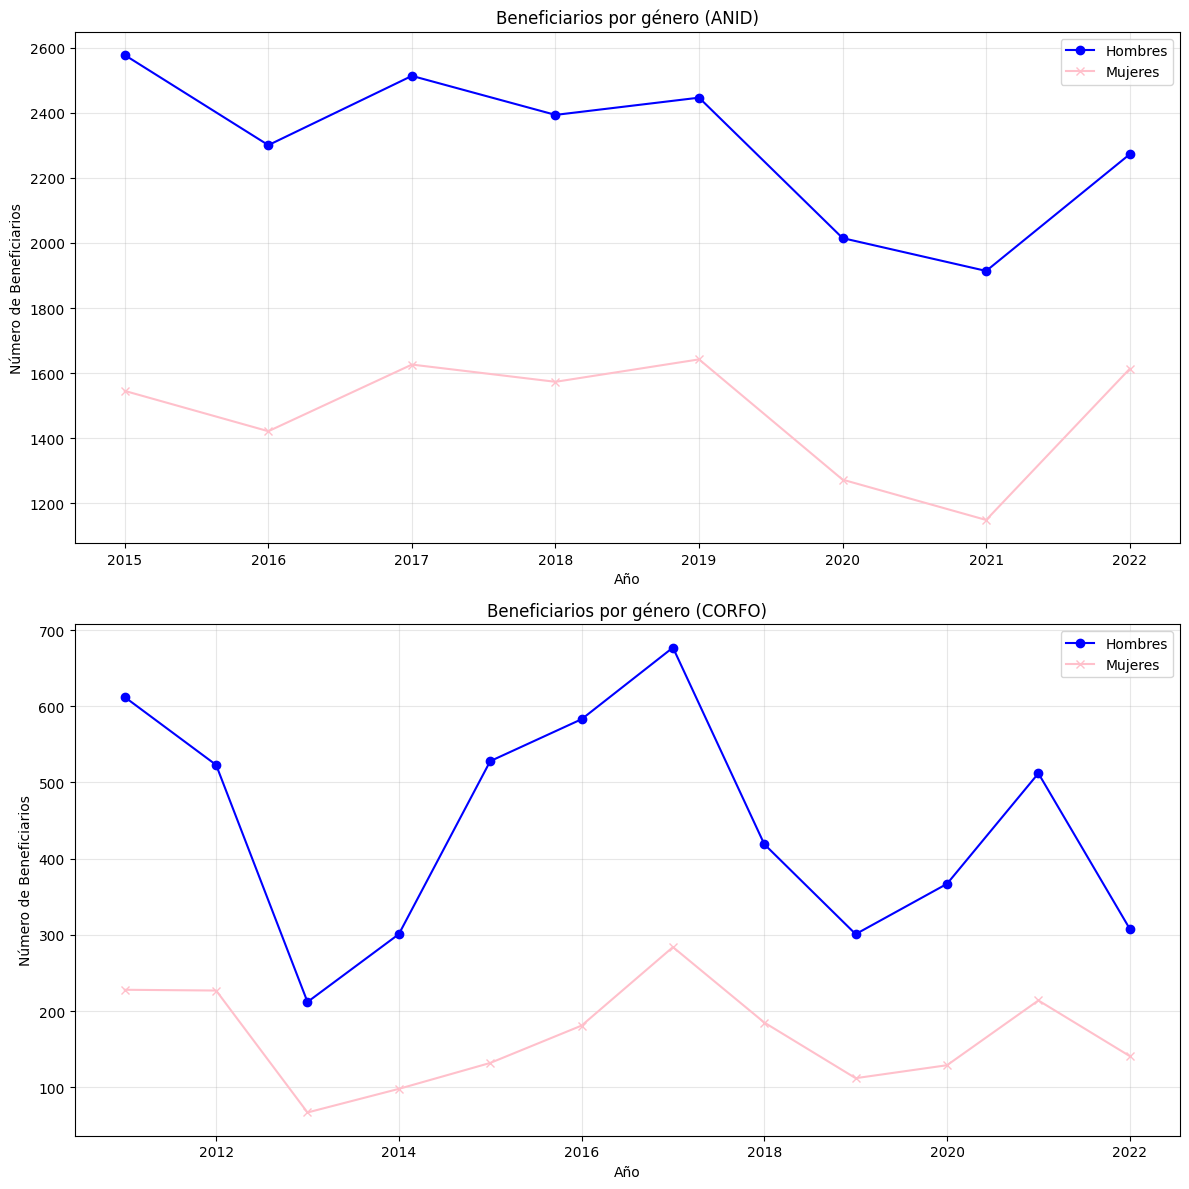 Beneficiarios por género (ANID)
Hombres
Mujeres
Número de Beneficiarios
2600
2400
2200
2000
1800
1600
1400
1200
2015 2016 2017 2018 2019 2020 2021 2022
Año
Beneficiarios por género (CORFO)
Hombres
Mujeres
Número de Beneficiarios
700
600
500
400
300
200
100
2012 2014 2016 2018 2020 2022
Año